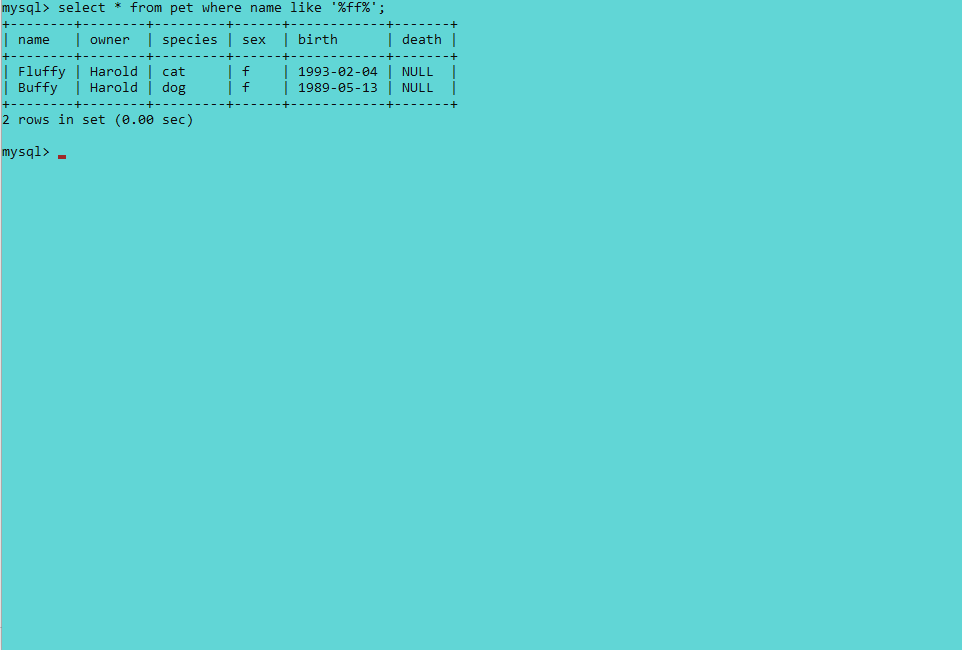 mysql> select * from pet where name like '%ff%';
+--------+--------+---------+------+------------+-------+
| name   | owner  | species | sex  | birth      | death |
+--------+--------+---------+------+------------+-------+
| Fluffy | Harold | cat     | f    | 1993-02-04 | NULL  |
| Buffy  | Harold | dog     | f    | 1989-05-13 | NULL  |
+--------+--------+---------+------+------------+-------+
2 rows in set (0.00 sec)
mysql>